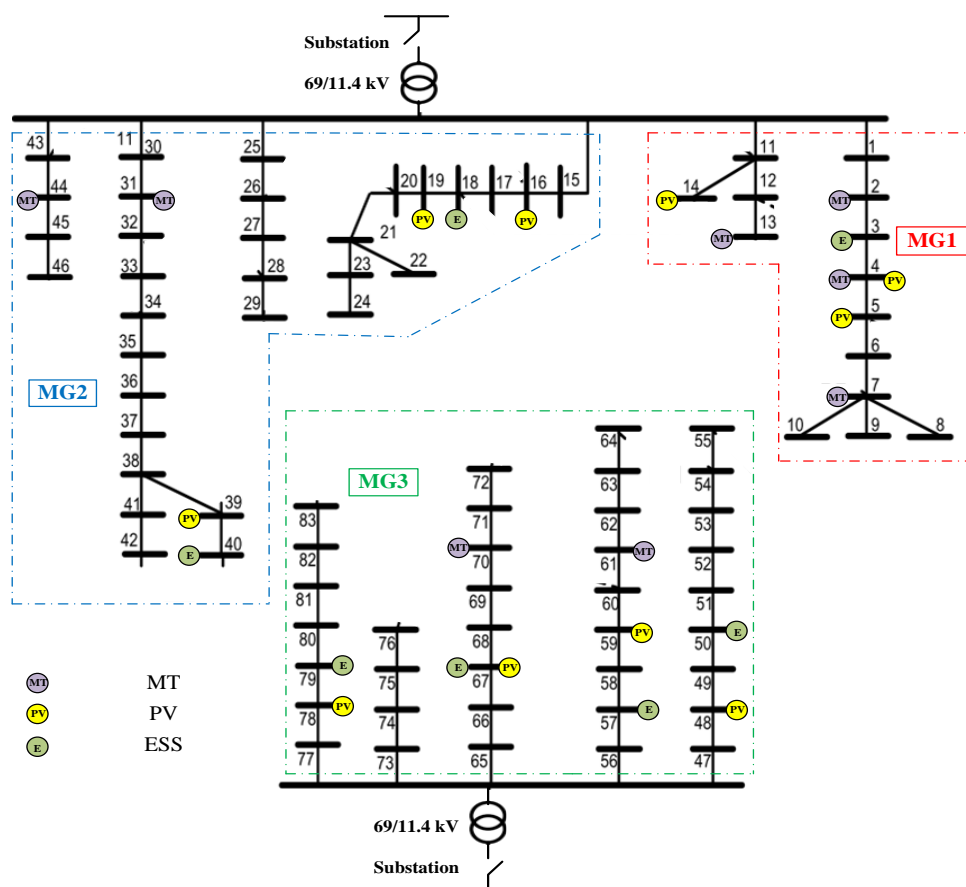 Substation
69/11.4 kV
43 11 30 25 11 1
44 31 26 20 19 18 17 16 15 14 12 2
MT MT PV E PV PV MT
45 32 27 21 13 3 MG1
MT E
46 33 28 23 22 4
MT PV
34 29 24 5
PV
35 6
36 7
MG2 MT
37 10 9 8
38 64 55
MG3 72 63 54
41 39 83 71 62 53
PV
42 40 82 70 61 52
E MT MT
81 69 60 51
80 76 68 59 50
PV E
79 75 67 58 49
E E PV
MT MT
78 74 66 57 48
PV E PV
PV PV
77 73 65 56 47
E ESS
69/11.4 kV
Substation